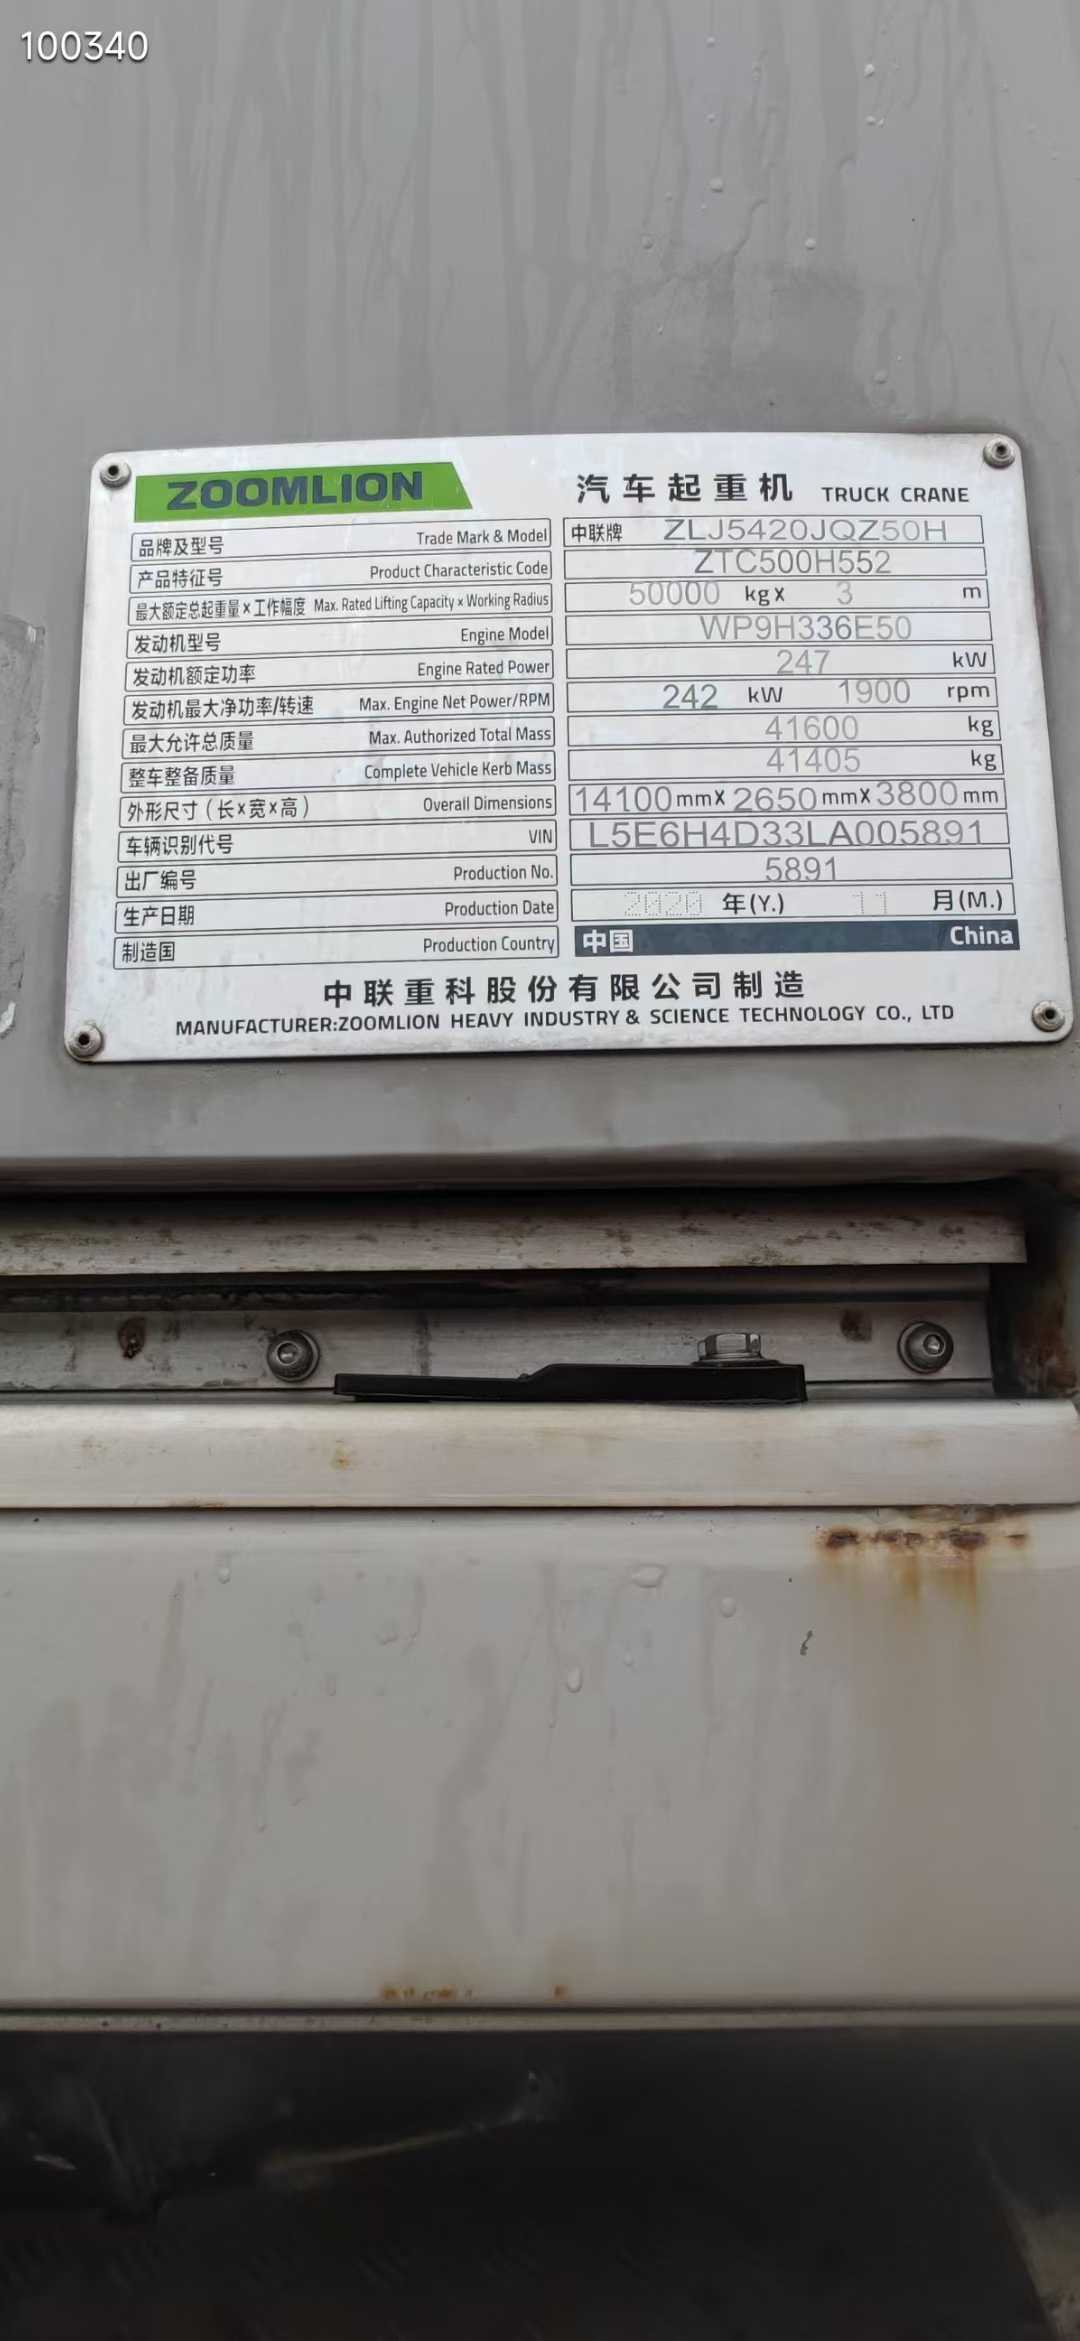 100340
ZOOMLION 汽车起重机 TRUCK CRANE
品牌及型号 Trade Mark & Model 中联牌 ZLJ5420JQZ50H
产品特征号 Product Characteristic Code ZTC500H552
最大额定总起重量×工作幅度 Max. Rated Lifting Capacity × Working Radius 50000 kg× 3 m
发动机型号 Engine Model WP9H336E50
发动机额定功率 Engine Rated Power 247 kW
发动机最大净功率/转速 Max. Engine Net Power/RPM 242 kW 1900 rpm
最大允许总质量 Max. Authorized Total Mass 41600 kg
整车整备质量 Complete Vehicle Kerb Mass 41405 kg
外形尺寸（长×宽×高） Overall Dimensions 14100mm×2650mm×3800mm
车辆识别代号 VIN L5E6H4D33LA005891
出厂编号 Production No. 5891
生产日期 Production Date 2020 年(Y.) 11 月(M.)
制造国 Production Country 中国 China
中联重科股份有限公司制造
MANUFACTURER:ZOOMLION HEAVY INDUSTRY & SCIENCE TECHNOLOGY CO., LTD